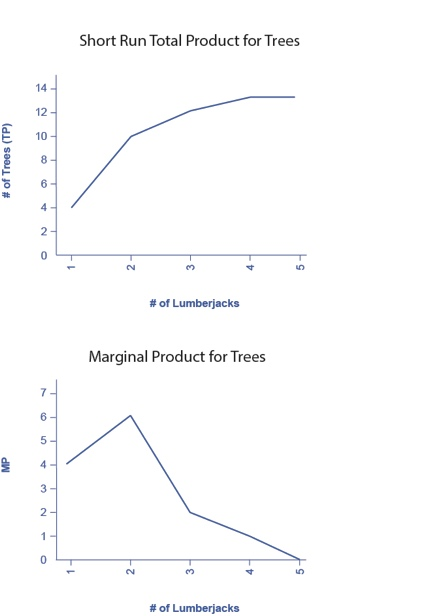 Short Run Total Product for Trees
# of Trees (TP)
14
12
10
8
6
4
2
0
1 2 3 4 5
# of Lumberjacks
Marginal Product for Trees
MP
7
6
5
4
3
2
1
0
1 2 3 4 5
# of Lumberjacks